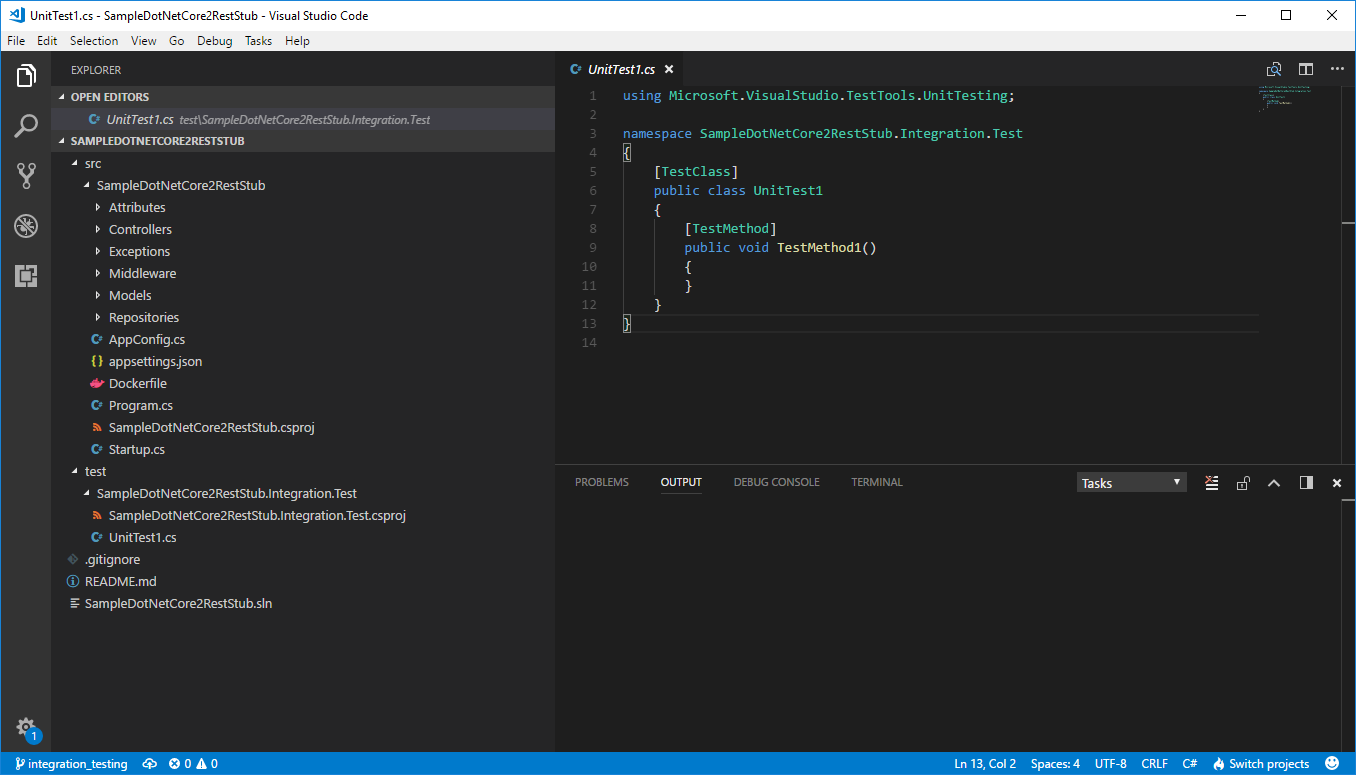 UnitTest1.cs - SampleDotNetCore2RestStub - Visual Studio Code
File Edit Selection View Go Debug Tasks Help
EXPLORER
OPEN EDITORS
UnitTest1.cs test\SampleDotNetCore2RestStub.Integration.Test
SAMPLEDOTNETCORE2RESTSTUB
src
SampleDotNetCore2RestStub
Attributes
Controllers
Exceptions
Middleware
Models
Repositories
AppConfig.cs
appsettings.json
Dockerfile
Program.cs
SampleDotNetCore2RestStub.csproj
Startup.cs
test
SampleDotNetCore2RestStub.Integration.Test
SampleDotNetCore2RestStub.Integration.Test.csproj
UnitTest1.cs
.gitignore
README.md
SampleDotNetCore2RestStub.sln
1
UnitTest1.cs
1 using Microsoft.VisualStudio.TestTools.UnitTesting;
2
3 namespace SampleDotNetCore2RestStub.Integration.Test
4 {
5 [TestClass]
6 public class UnitTest1
7 {
8 [TestMethod]
9 public void TestMethod1()
10 {
11 }
12 }
13 }
14
PROBLEMS OUTPUT DEBUG CONSOLE TERMINAL Tasks
integration_testing 0 0 Ln 13, Col 2 Spaces: 4 UTF-8 CRLF C# Switch projects